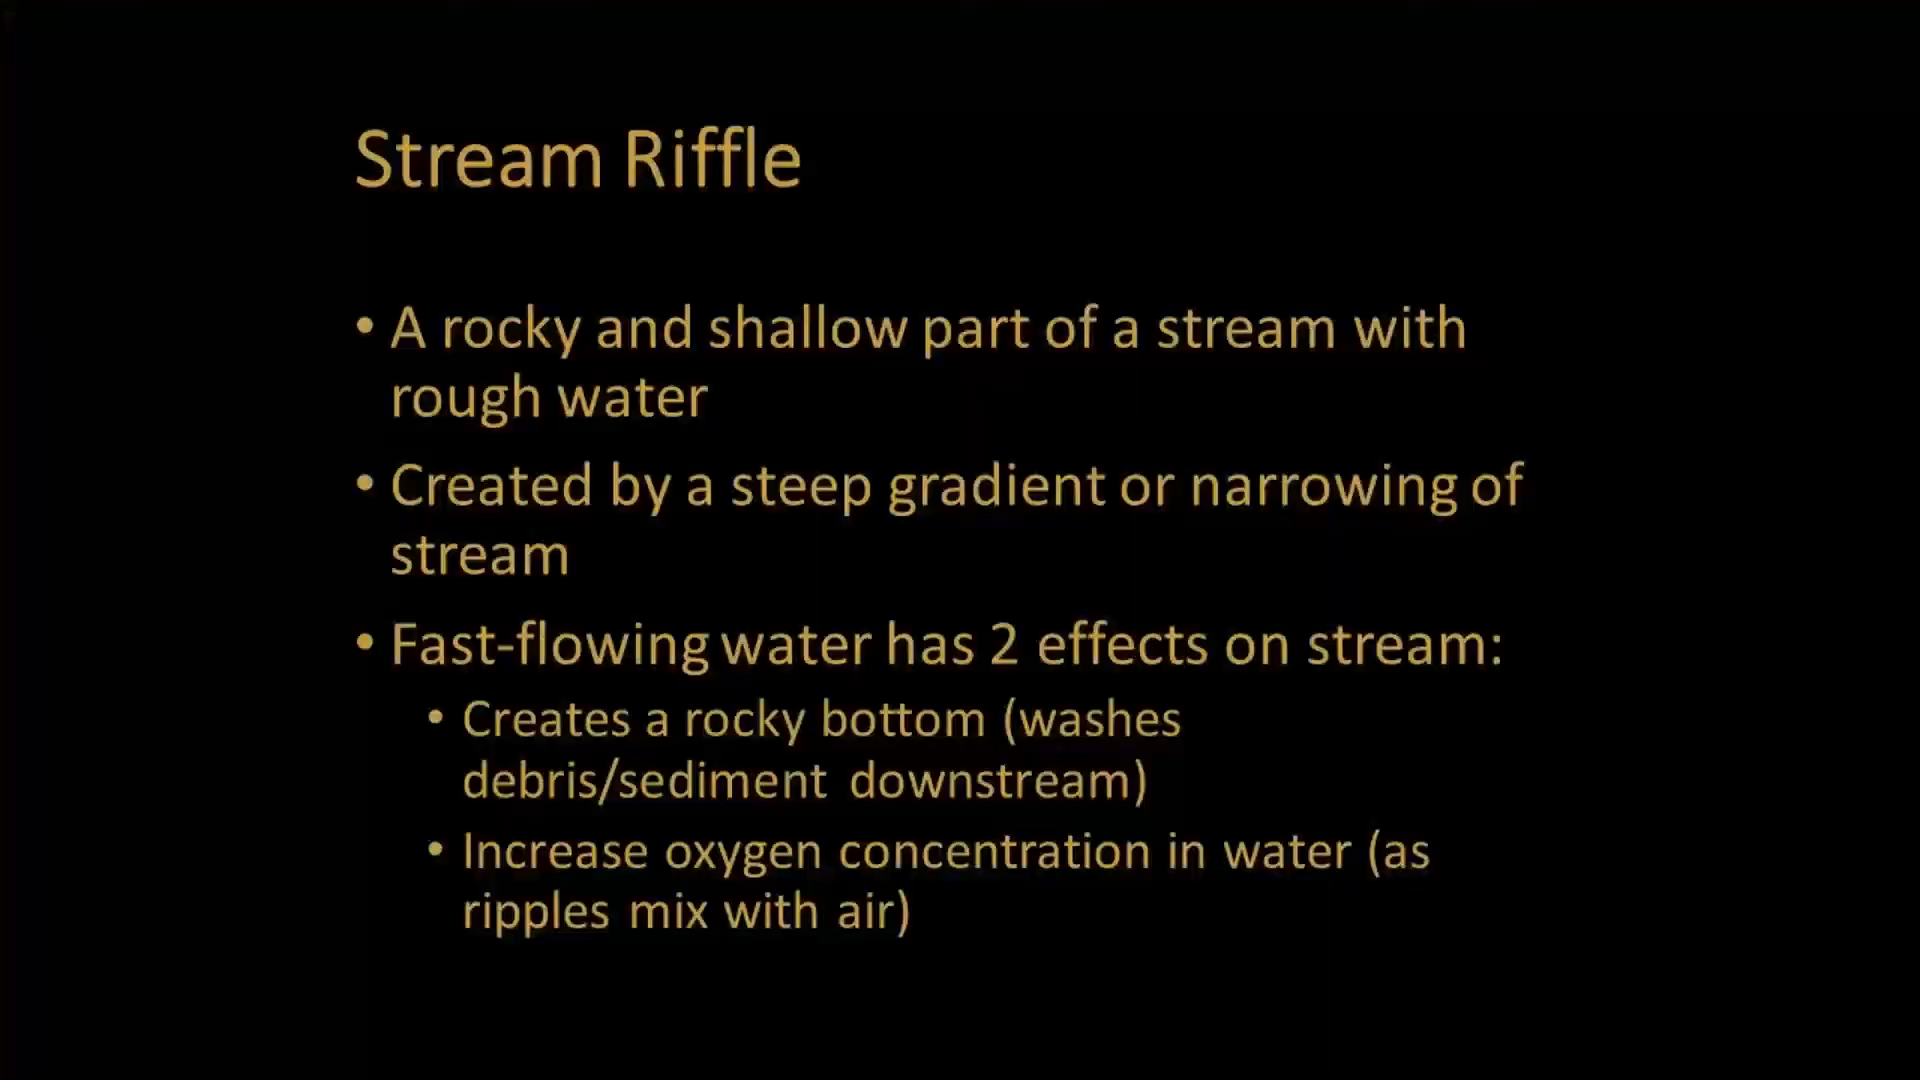 Stream Riffle
• A rocky and shallow part of a stream with
rough water
• Created by a steep gradient or narrowing of
stream
• Fast-flowing water has 2 effects on stream:
• Creates a rocky bottom (washes
debris/sediment downstream)
• Increase oxygen concentration in water (as
ripples mix with air)